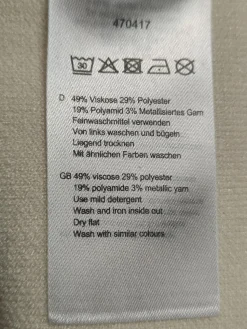 470417
30
D 49% Viskose 29% Polyester
19% Polyamid 3% Metallisiertes Garn
Feinwaschmittel verwenden
Von links waschen und bügeln
Liegend trocknen
Mit ähnlichen Farben waschen
GB 49% viscose 29% polyester
19% polyamide 3% metallic yarn
Use mild detergent
Wash and iron inside out
Dry flat
Wash with similar colours